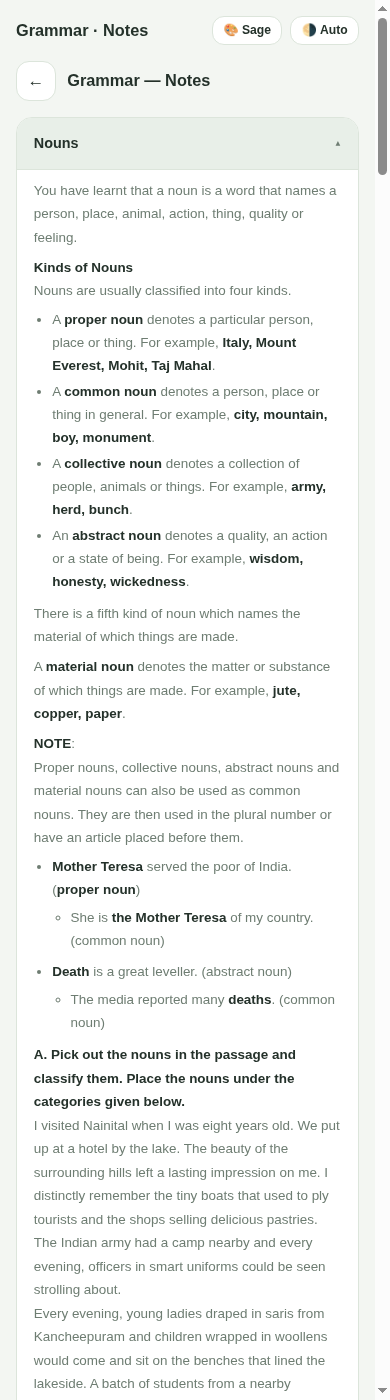 Grammar · Notes
🎨 Sage
🌗 Auto
←
Grammar — Notes
Nouns
▲
You have learnt that a noun is a word that names a
person, place, animal, action, thing, quality or
feeling.
Kinds of Nouns
Nouns are usually classified into four kinds.
• A proper noun denotes a particular person,
place or thing. For example, Italy, Mount
Everest, Mohit, Taj Mahal.
• A common noun denotes a person, place or
thing in general. For example, city, mountain,
boy, monument.
• A collective noun denotes a collection of
people, animals or things. For example, army,
herd, bunch.
• An abstract noun denotes a quality, an action
or a state of being. For example, wisdom,
honesty, wickedness.
There is a fifth kind of noun which names the
material of which things are made.
A material noun denotes the matter or substance
of which things are made. For example, jute,
copper, paper.
NOTE:
Proper nouns, collective nouns, abstract nouns and
material nouns can also be used as common
nouns. They are then used in the plural number or
have an article placed before them.
• Mother Teresa served the poor of India.
(proper noun)
◦ She is the Mother Teresa of my country.
(common noun)
• Death is a great leveller. (abstract noun)
◦ The media reported many deaths. (common
noun)
A. Pick out the nouns in the passage and
classify them. Place the nouns under the
categories given below.
I visited Nainital when I was eight years old. We put
up at a hotel by the lake. The beauty of the
surrounding hills left a lasting impression on me. I
distinctly remember the tiny boats that used to ply
tourists and the shops selling delicious pastries.
The Indian army had a camp nearby and every
evening, officers in smart uniforms could be seen
strolling about.
Every evening, young ladies draped in saris from
Kancheepuram and children wrapped in woollens
would come and sit on the benches that lined the
lakeside. A batch of students from a nearby